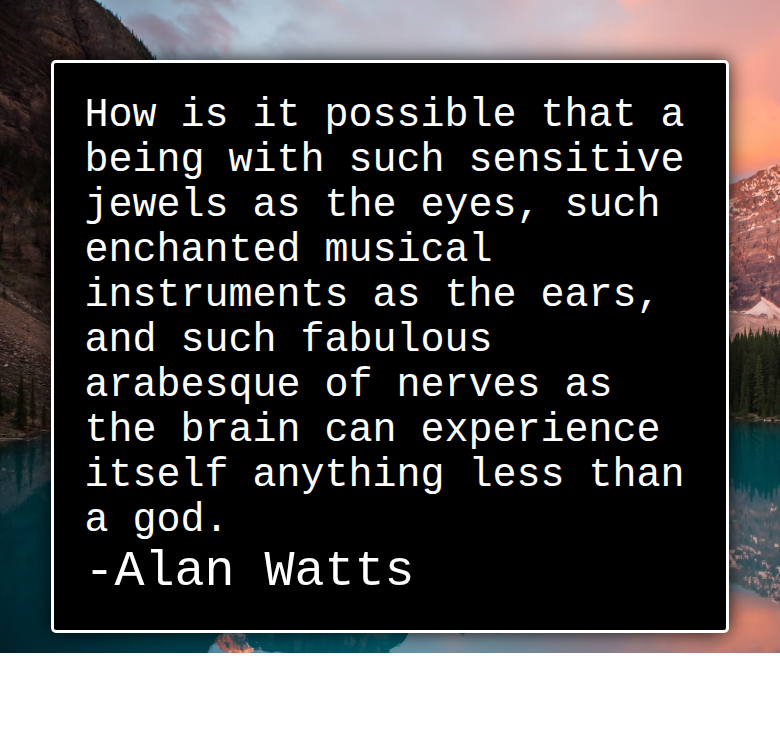 How is it possible that a
being with such sensitive
jewels as the eyes, such
enchanted musical
instruments as the ears,
and such fabulous
arabesque of nerves as
the brain can experience
itself anything less than
a god.
-Alan Watts